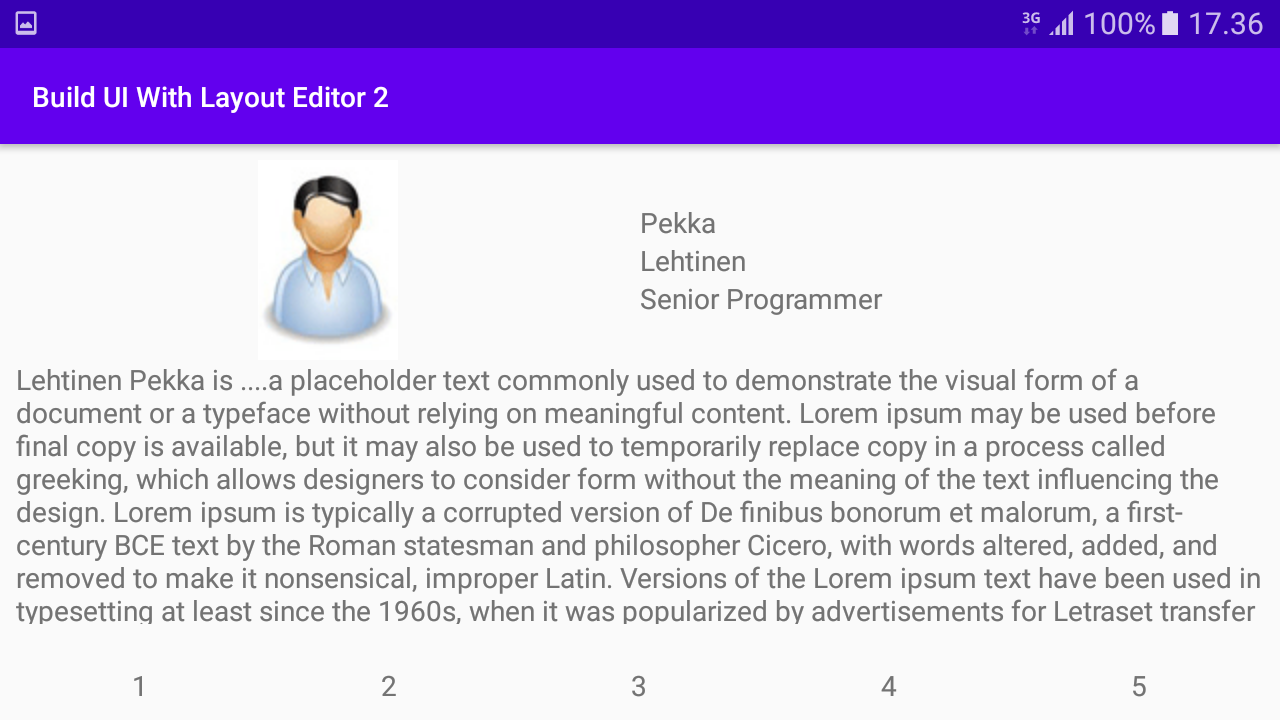 3G 100% 17.36
Build UI With Layout Editor 2
Pekka
Lehtinen
Senior Programmer
Lehtinen Pekka is ....a placeholder text commonly used to demonstrate the visual form of a
document or a typeface without relying on meaningful content. Lorem ipsum may be used before
final copy is available, but it may also be used to temporarily replace copy in a process called
greeking, which allows designers to consider form without the meaning of the text influencing the
design. Lorem ipsum is typically a corrupted version of De finibus bonorum et malorum, a first-
century BCE text by the Roman statesman and philosopher Cicero, with words altered, added, and
removed to make it nonsensical, improper Latin. Versions of the Lorem ipsum text have been used in
typesetting at least since the 1960s, when it was popularized by advertisements for Letraset transfer
1 2 3 4 5